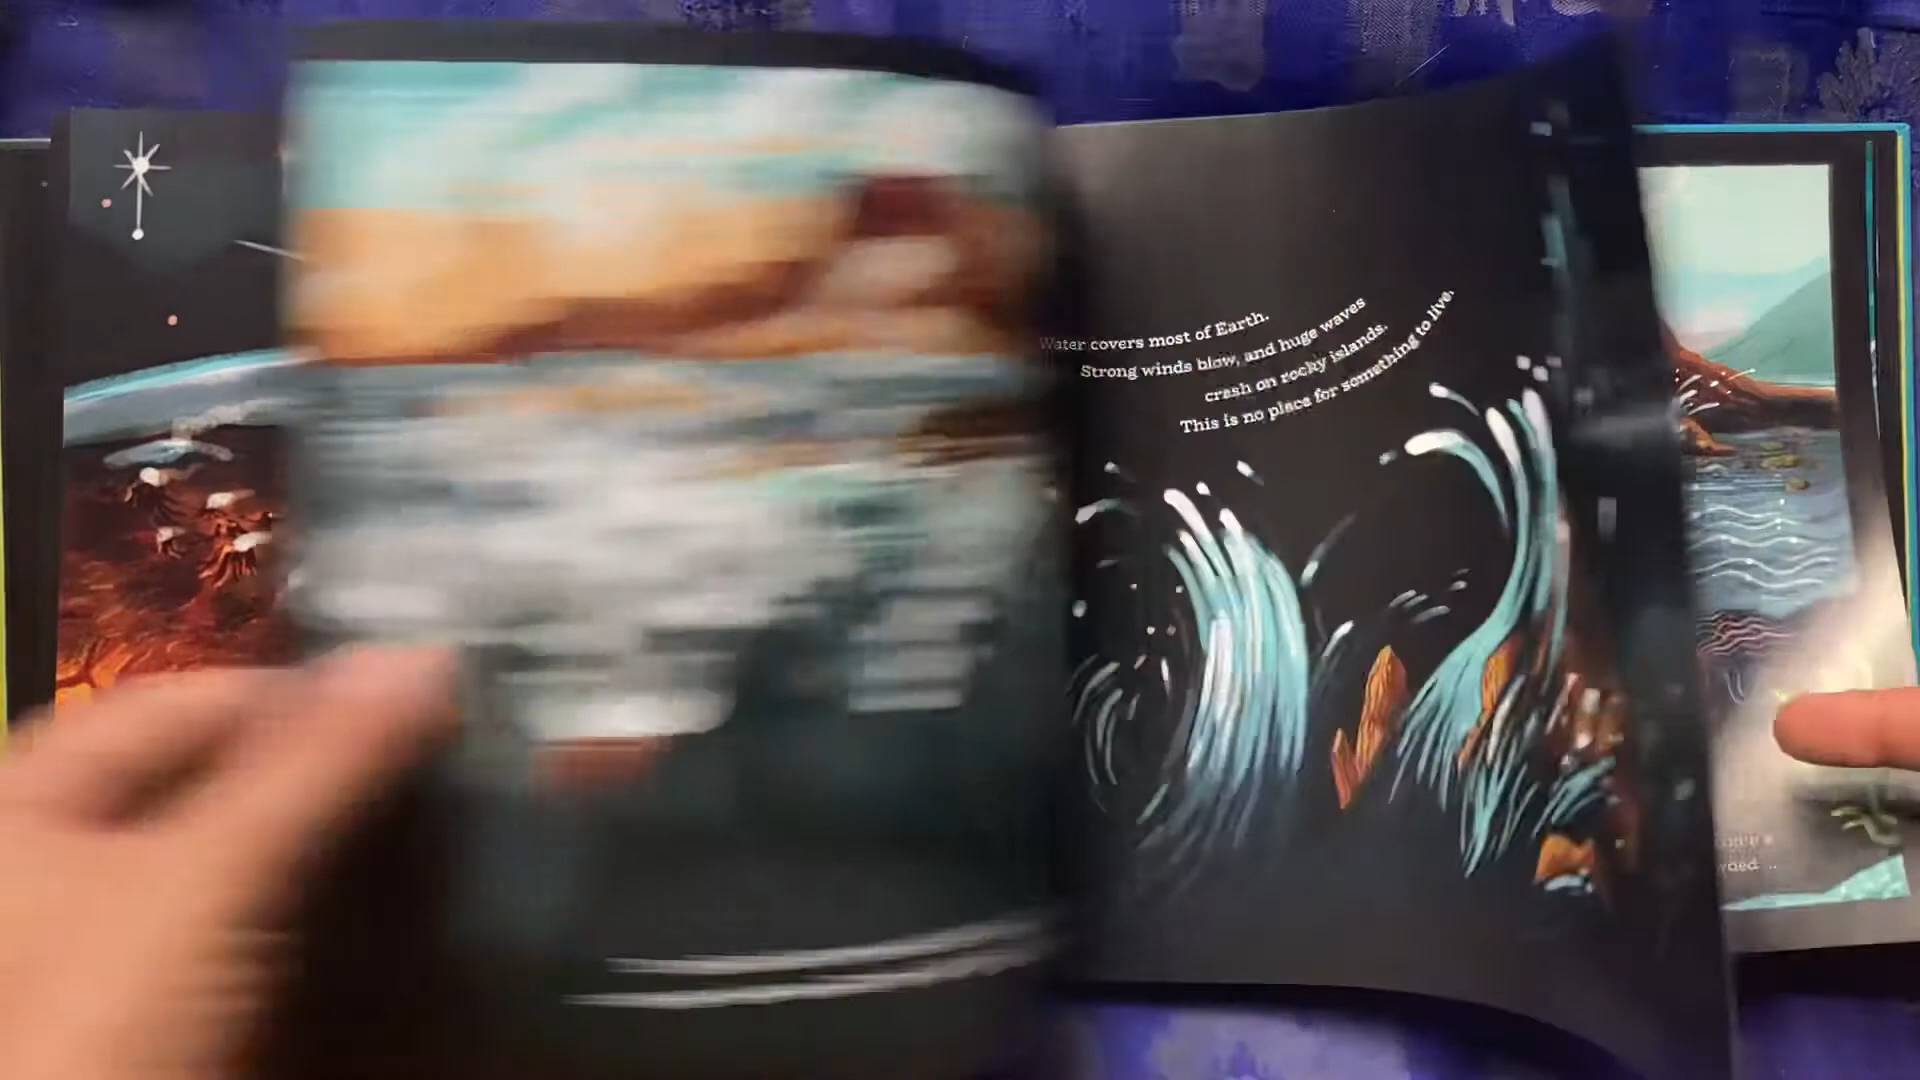 Water covers most of Earth.
Strong winds blow, and huge waves
crash on rocky islands.
This is no place for something to live.